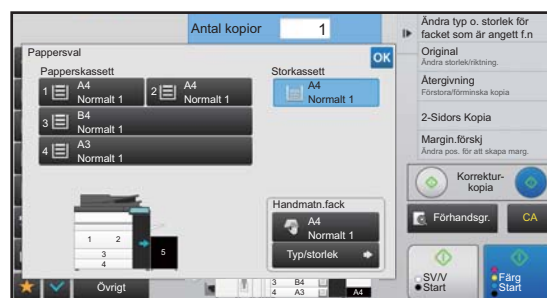 Antal kopior 1
Pappersval
OK
Papperskassett
Storkassett
1 A4
Normalt 1
2 A4
Normalt 1
A4
Normalt 1
3 B4
Normalt 1
4 A3
Normalt 1
Handmatn.fack
A4
Normalt 1
Typ/storlek
1 2
3
4
5
Övrigt
3 B4
4 A3
A4
Ändra typ o. storlek för
facket som är angett f.n
Original
Ändra storlek/riktning.
Återgivning
Förstora/förminska kopia
2-Sidors Kopia
Margin.förskj
Ändra pos. för att skapa marg.
Korrektur-
kopia
Förhandsgr.
CA
SV/V
Start
Färg
Start